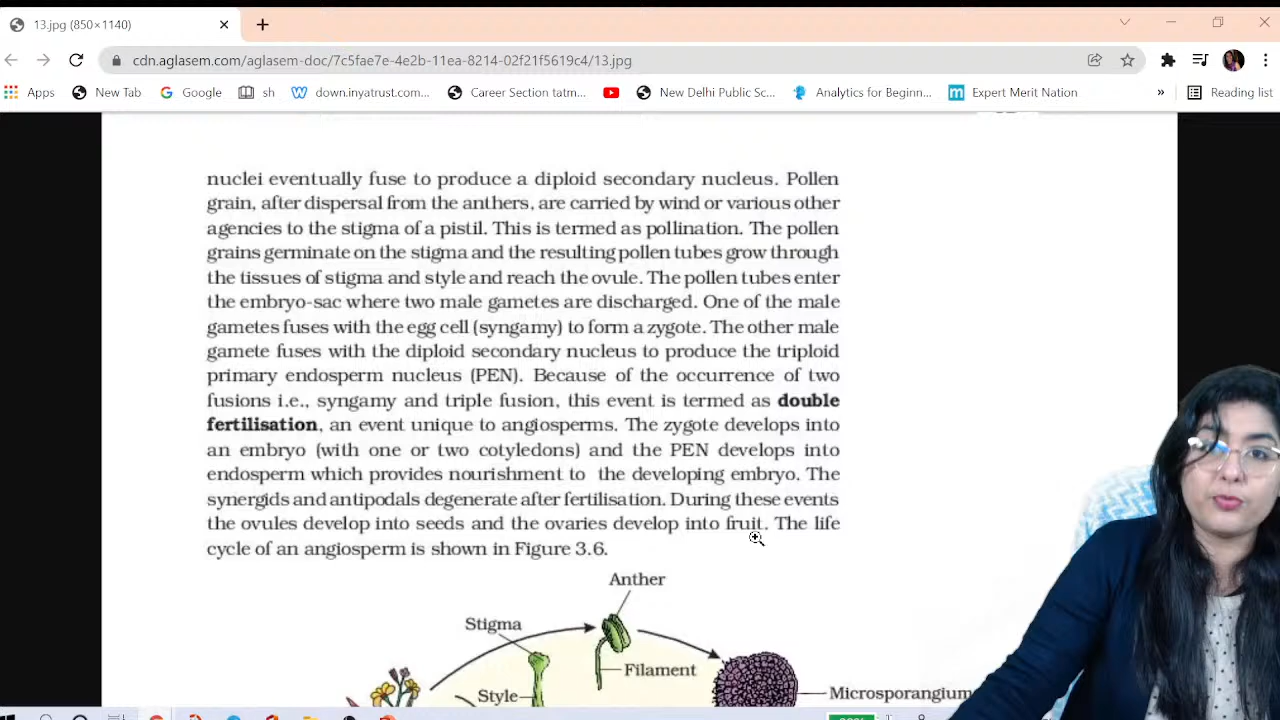 13.jpg (850×1140)
cdn.aglasem.com/aglasem-doc/7c5fae7e-4e2b-11ea-8214-02f21f5619c4/13.jpg
Apps New Tab Google sh down.inyatrust.com... Career Section tatm... New Delhi Public Sc... Analytics for Beginn... Expert Merit Nation » Reading list
nuclei eventually fuse to produce a diploid secondary nucleus. Pollen
grain, after dispersal from the anthers, are carried by wind or various other
agencies to the stigma of a pistil. This is termed as pollination. The pollen
grains germinate on the stigma and the resulting pollen tubes grow through
the tissues of stigma and style and reach the ovule. The pollen tubes enter
the embryo-sac where two male gametes are discharged. One of the male
gametes fuses with the egg cell (syngamy) to form a zygote. The other male
gamete fuses with the diploid secondary nucleus to produce the triploid
primary endosperm nucleus (PEN). Because of the occurrence of two
fusions i.e., syngamy and triple fusion, this event is termed as double
fertilisation, an event unique to angiosperms. The zygote develops into
an embryo (with one or two cotyledons) and the PEN develops into
endosperm which provides nourishment to the developing embryo. The
synergids and antipodals degenerate after fertilisation. During these events
the ovules develop into seeds and the ovaries develop into fruit. The life
cycle of an angiosperm is shown in Figure 3.6.
Anther
Stigma
Filament
Style
Microsporangium